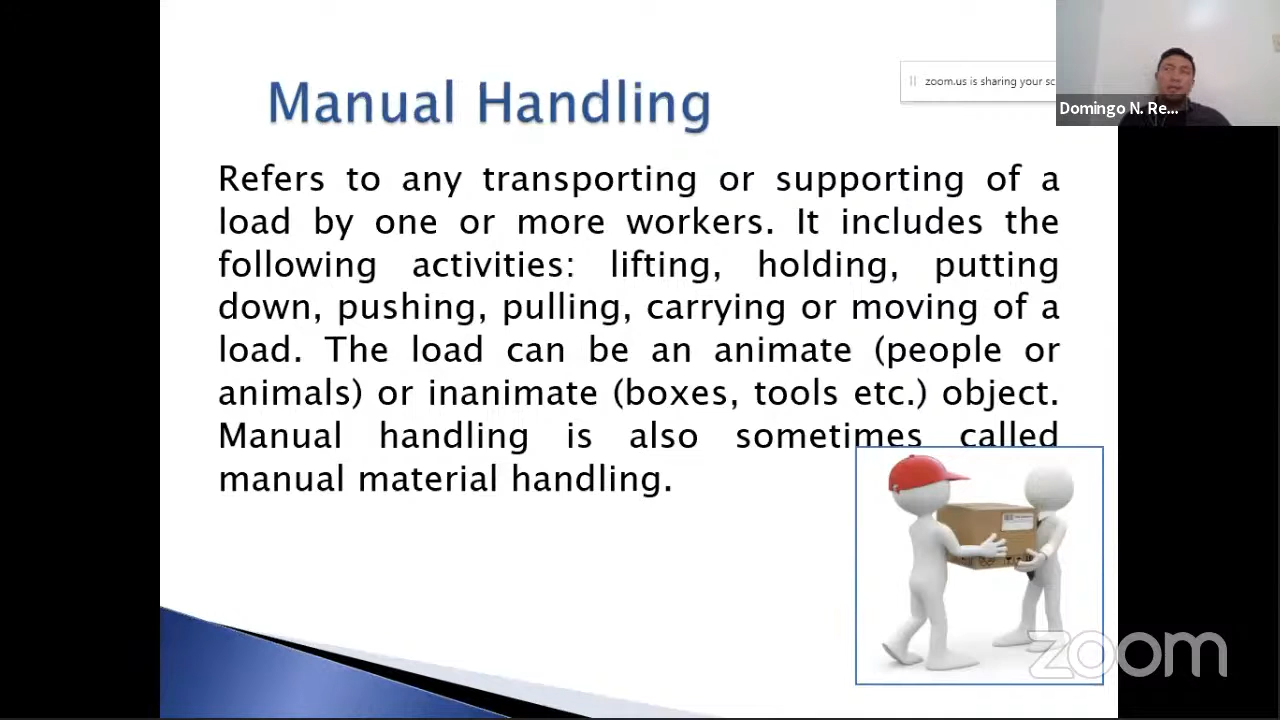 Manual Handling
zoom.us is sharing your sc
Domingo N. Re...
Refers to any transporting or supporting of a
load by one or more workers. It includes the
following activities: lifting, holding, putting
down, pushing, pulling, carrying or moving of a
load. The load can be an animate (people or
animals) or inanimate (boxes, tools etc.) object.
Manual handling is also sometimes called
manual material handling.
zoom